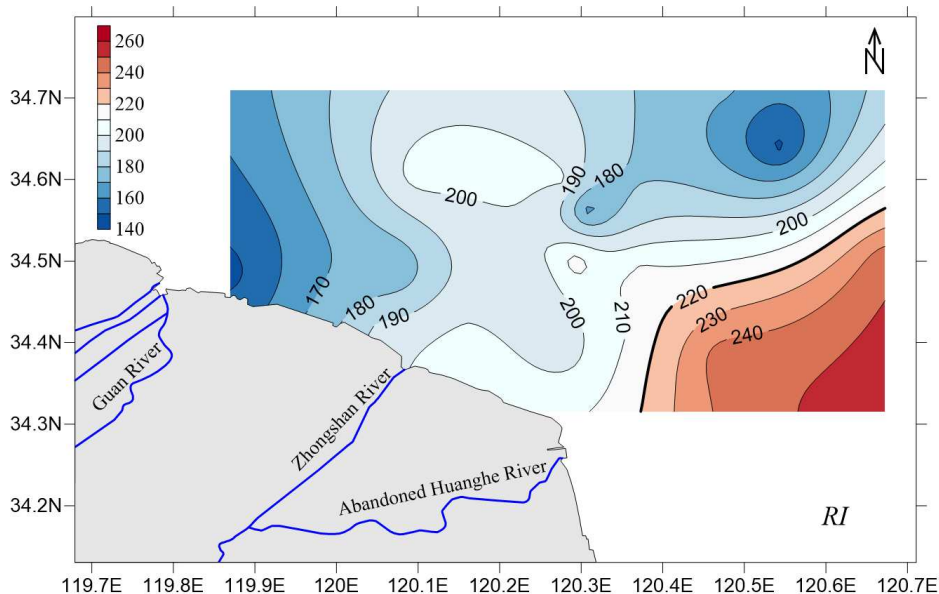 260
240
220
200
180
160
140
N
34.7N
34.6N
34.5N
34.4N
34.3N
34.2N
200
190
180
200
170
180
190
200
210
220
230
240
Guan River
Zhongshan River
Abandoned Huanghe River
RI
119.7E 119.8E 119.9E 120E 120.1E 120.2E 120.3E 120.4E 120.5E 120.6E 120.7E